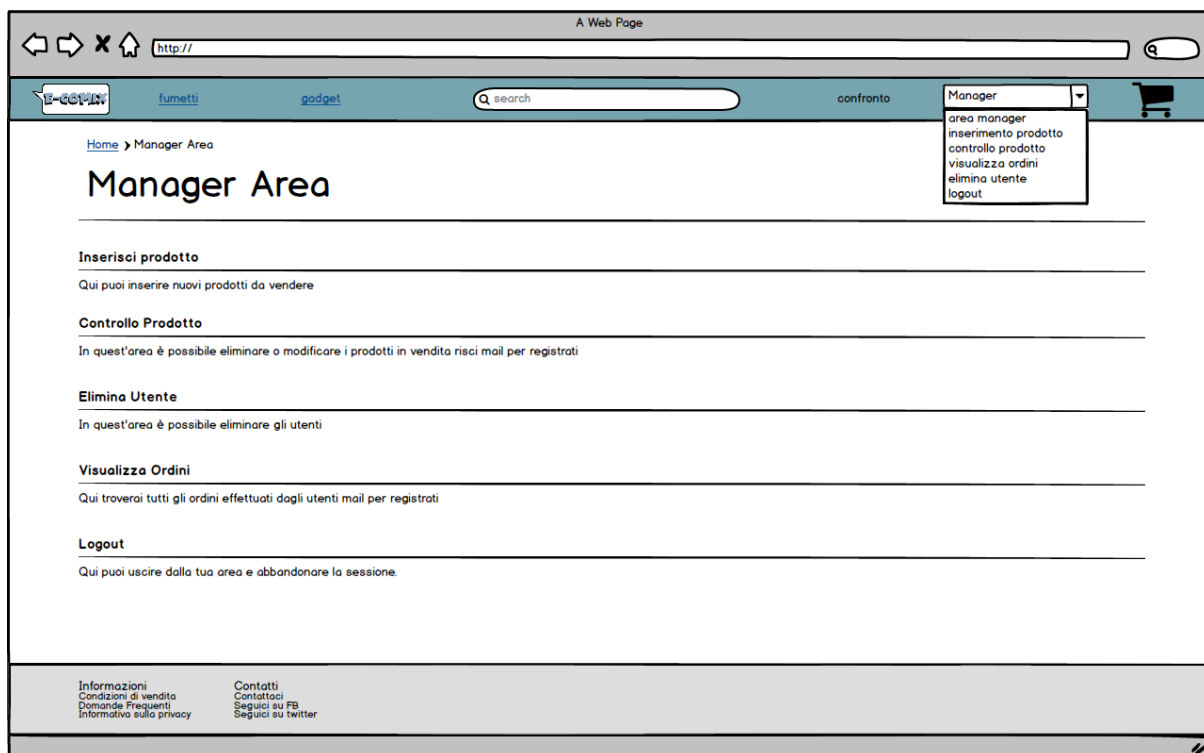 A Web Page
http://
E-COMIX
fumetti
gadget
search
confronto
Manager
area manager
inserimento prodotto
controllo prodotto
visualizza ordini
elimina utente
logout
Home > Manager Area
Manager Area
Inserisci prodotto
Qui puoi inserire nuovi prodotti da vendere
Controllo Prodotto
In quest'area è possibile eliminare o modificare i prodotti in vendita risci mail per registrati
Elimina Utente
In quest'area è possibile eliminare gli utenti
Visualizza Ordini
Qui troverai tutti gli ordini effettuati dagli utenti mail per registrati
Logout
Qui puoi uscire dalla tua area e abbandonare la sessione.
Informazioni
Condizioni di vendita
Domande Frequenti
Informativa sulla privacy
Contatti
Contattaci
Seguici su FB
Seguici su twitter